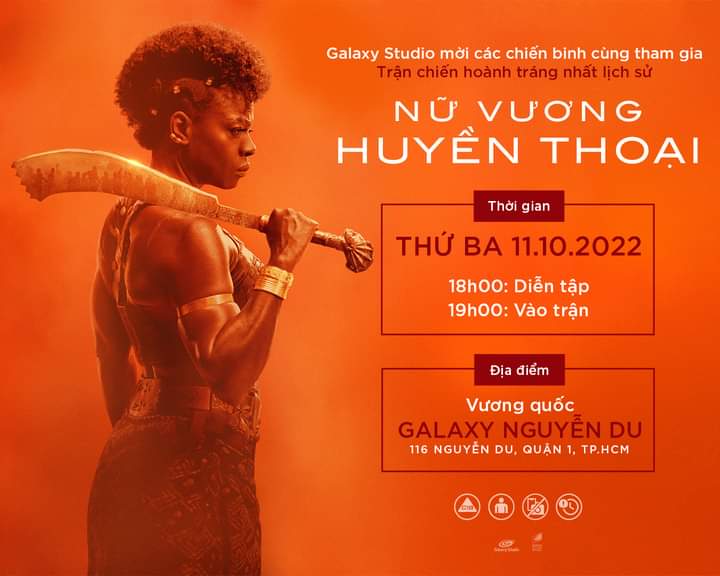 Galaxy Studio mời các chiến binh cùng tham gia
Trận chiến hoành tráng nhất lịch sử
NỮ VƯƠNG
HUYỀN THOẠI
Thời gian
THỨ BA 11.10.2022
18h00: Diễn tập
19h00: Vào trận
Địa điểm
Vương quốc
GALAXY NGUYỄN DU
116 NGUYỄN DU, QUẬN 1, TP.HCM
Galaxy Studio